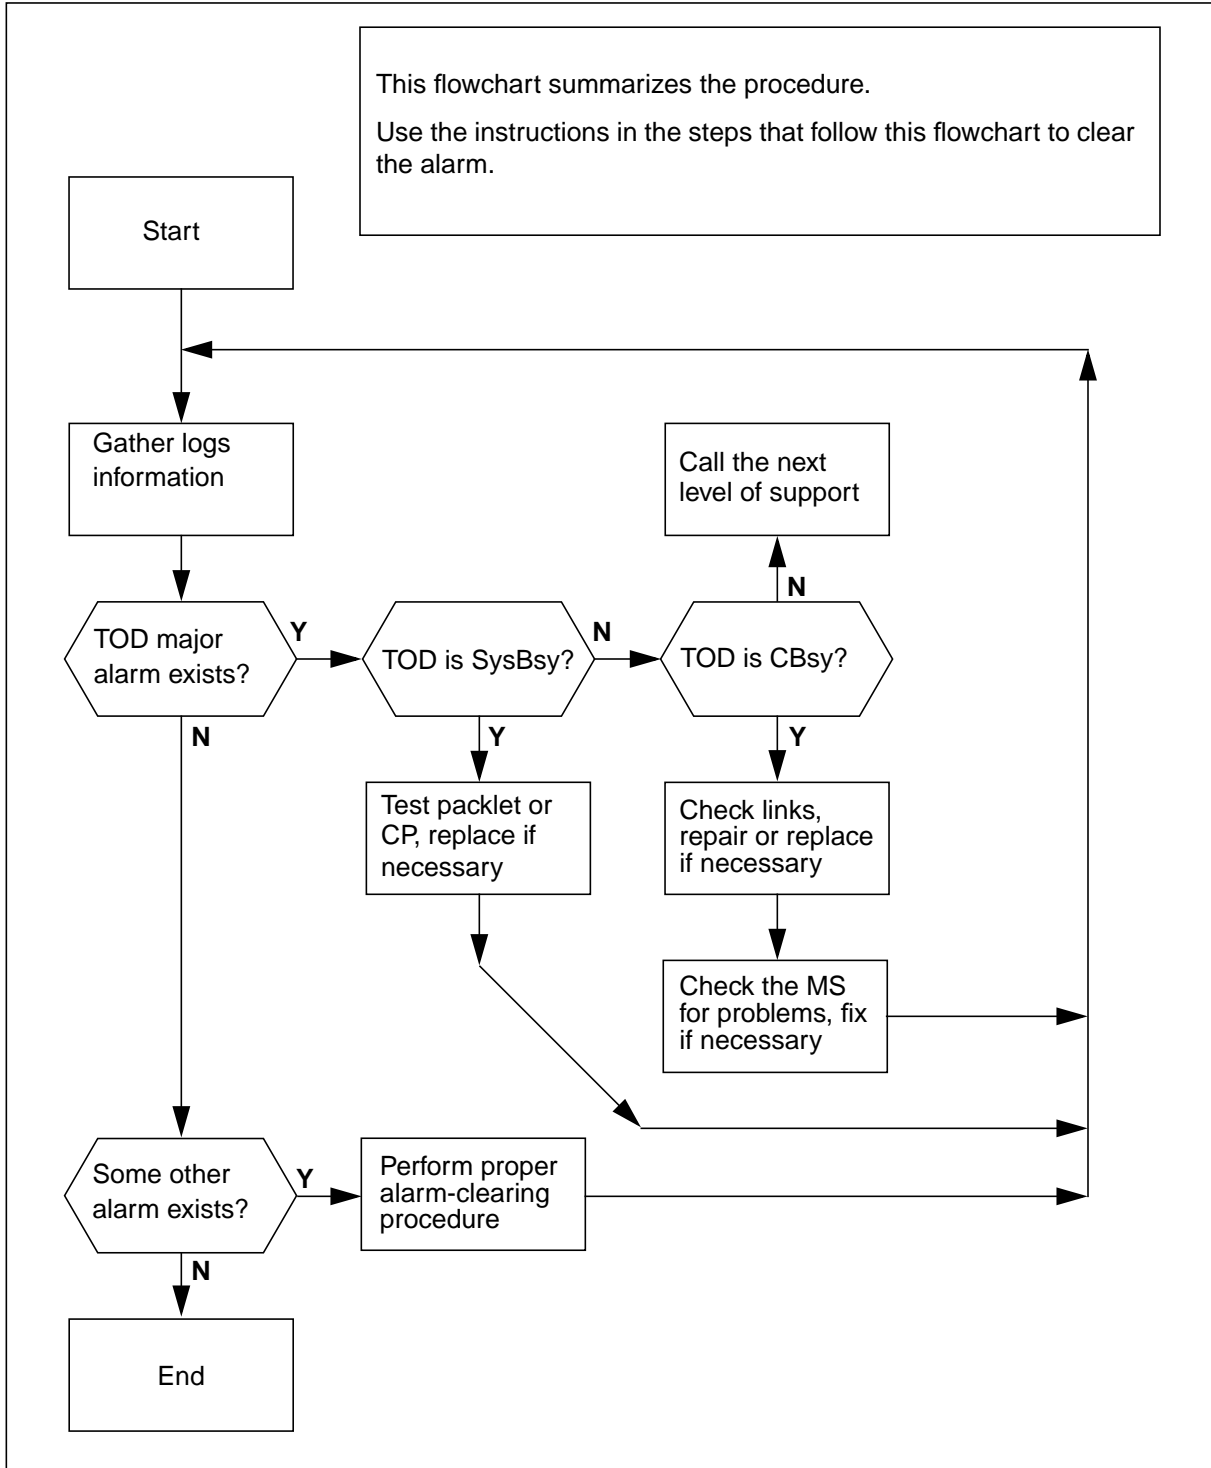 This flowchart summarizes the procedure.
Use the instructions in the steps that follow this flowchart to clear
the alarm.
Start
Gather logs
information
Call the next
level of support
N
TOD major
alarm exists?
Y
TOD is SysBsy?
N
TOD is CBsy?
N
Y
Y
Test packlet or
CP, replace if
necessary
Check links,
repair or replace
if necessary
Check the MS
for problems, fix
if necessary
Some other
alarm exists?
Y
Perform proper
alarm-clearing
procedure
N
End